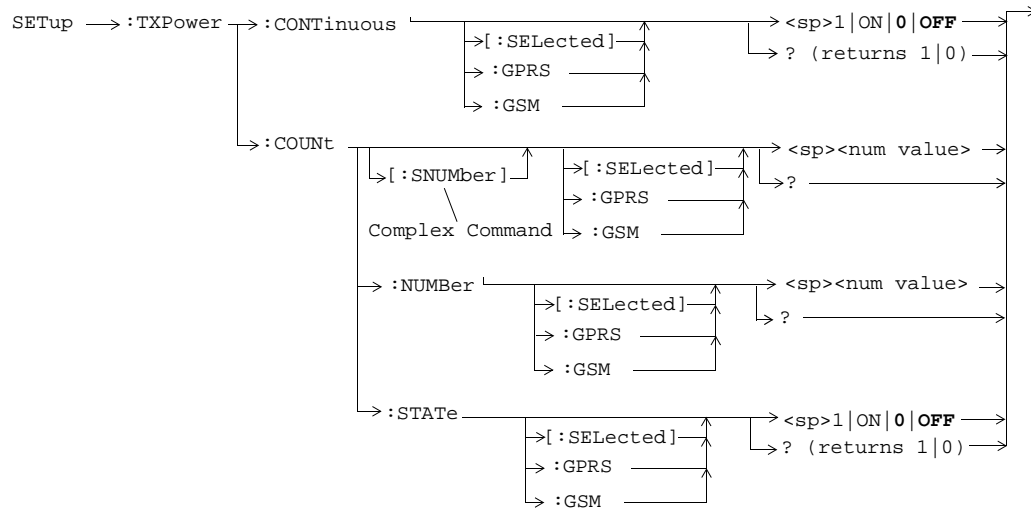 SETup :TXPower :CONTinuous <sp>1|ON|0|OFF
[:SELected] ? (returns 1|0)
:GPRS
:GSM
:COUNt <sp><num value>
[:SNUMber] [:SELected] ?
:GPRS
Complex Command :GSM
:NUMBer <sp><num value>
[:SELected] ?
:GPRS
:GSM
:STATe <sp>1|ON|0|OFF
[:SELected] ? (returns 1|0)
:GPRS
:GSM